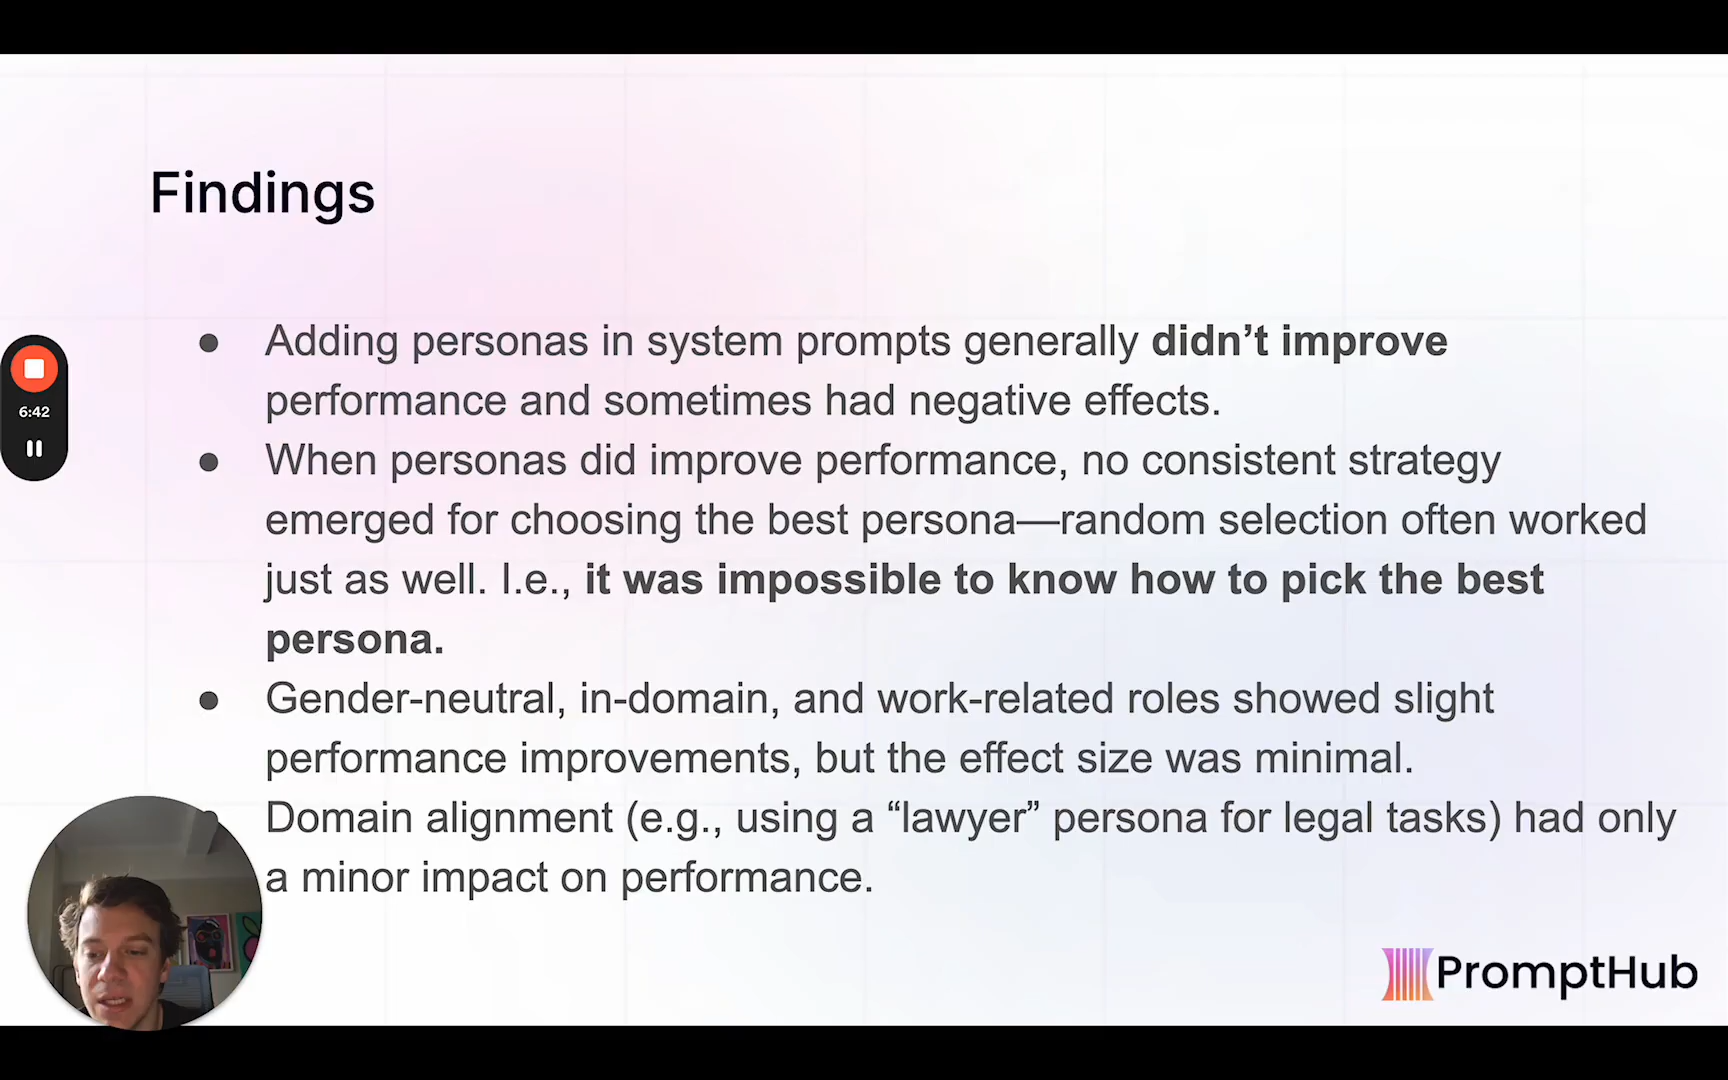 Findings
Adding personas in system prompts generally didn’t improve
performance and sometimes had negative effects.
When personas did improve performance, no consistent strategy
emerged for choosing the best persona—random selection often worked
just as well. I.e., it was impossible to know how to pick the best
persona.
Gender-neutral, in-domain, and work-related roles showed slight
performance improvements, but the effect size was minimal.
Domain alignment (e.g., using a “lawyer” persona for legal tasks) had only
a minor impact on performance.
6:42
PromptHub